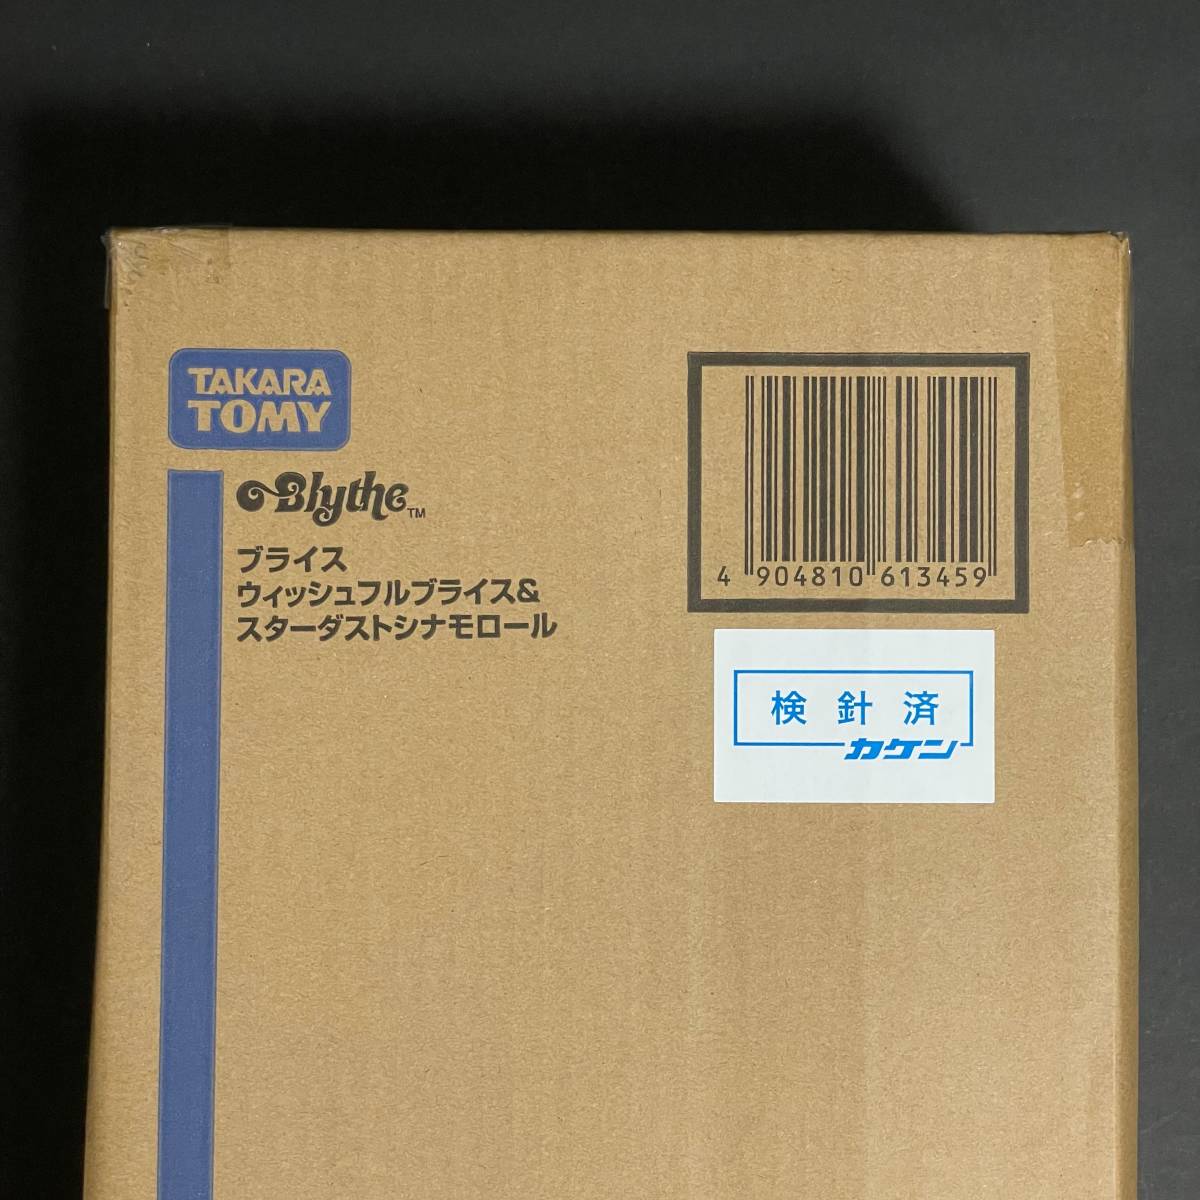 TAKARA
TOMY
Blythe™
ブライス
ウィッシュフルブライス&
スターダストシナモロール
4 904810 613459
検針済
カケン